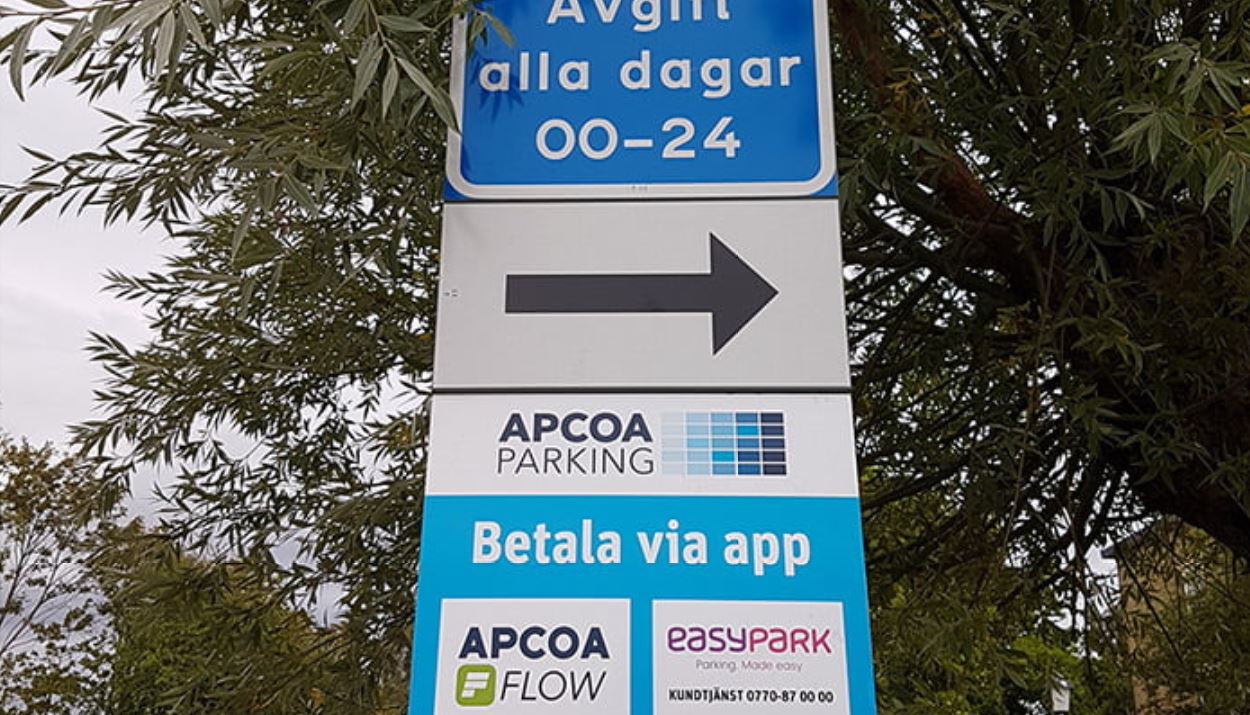 Avgift
alla dagar
00-24
APCOA
PARKING
Betala via app
APCOA
FLOW
easypark
Parking. Made easy
KUNDTJÄNST 0770-87 00 00